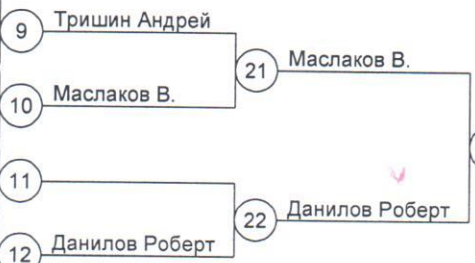 9 Тришин Андрей
21 Маслаков В.
10 Маслаков В.
11
22 Данилов Роберт
12 Данилов Роберт